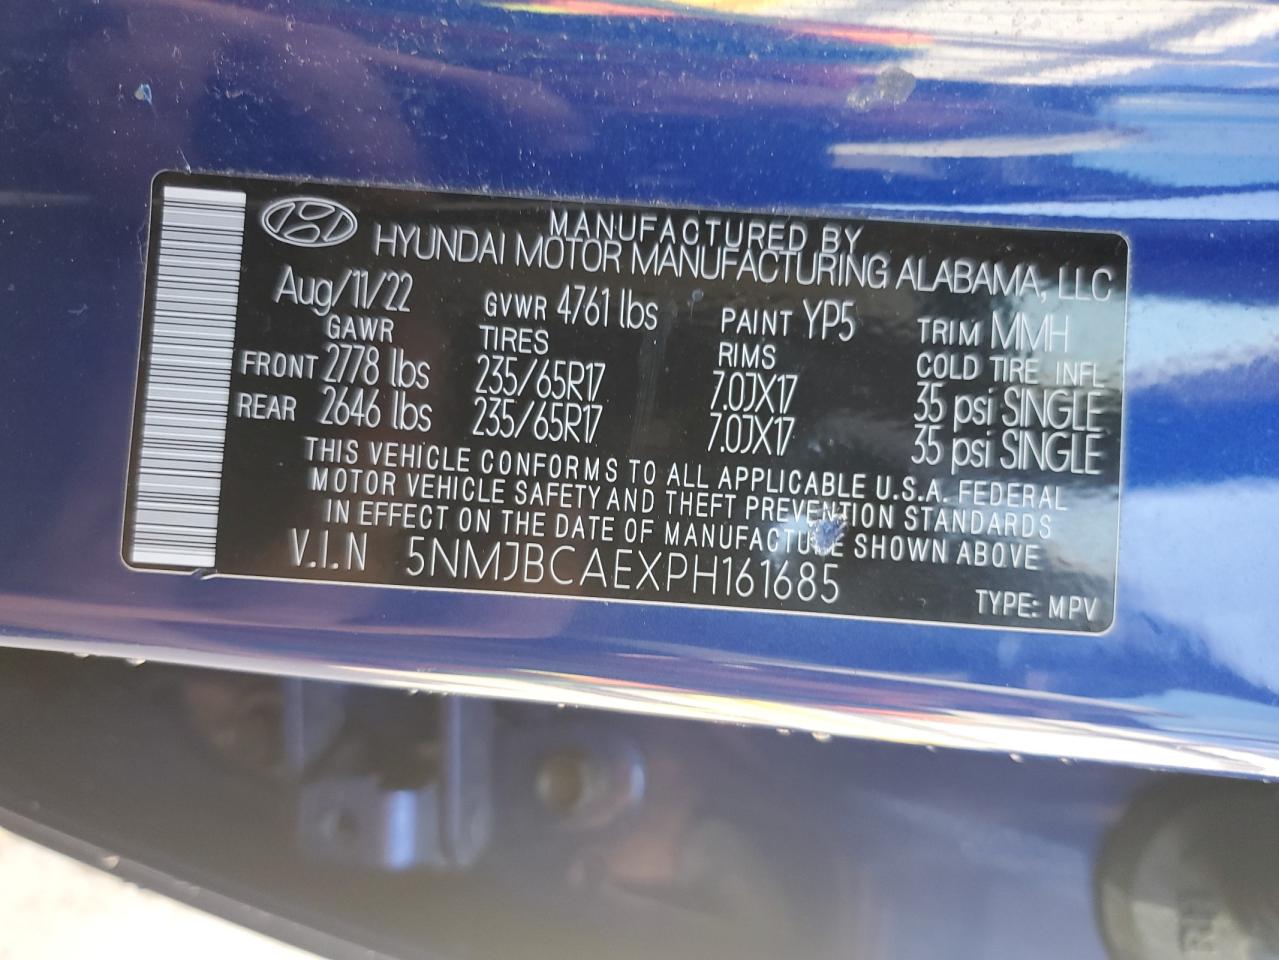 MANUFACTURED BY
HYUNDAI MOTOR MANUFACTURING ALABAMA, LLC
Aug/11/22 GVWR 4761 lbs PAINT YP5 TRIM MMH
GAWR TIRES RIMS COLD TIRE INFL
FRONT 2778 lbs 235/65R17 7.0JX17 35 psi SINGLE
REAR 2646 lbs 235/65R17 7.0JX17 35 psi SINGLE
THIS VEHICLE CONFORMS TO ALL APPLICABLE U.S.A. FEDERAL
MOTOR VEHICLE SAFETY AND THEFT PREVENTION STANDARDS
IN EFFECT ON THE DATE OF MANUFACTURE SHOWN ABOVE
V.I.N 5NMJBCAEXPH161685
TYPE: MPV